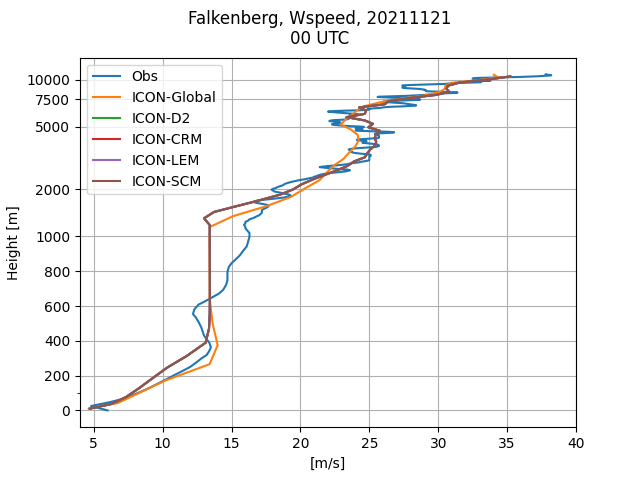 Falkenberg, Wspeed, 20211121
00 UTC
Obs
ICON-Global
ICON-D2
ICON-CRM
ICON-LEM
ICON-SCM
Height [m]
10000
7500
5000
2000
1000
800
600
400
200
0
5 10 15 20 25 30 35 40
[m/s]